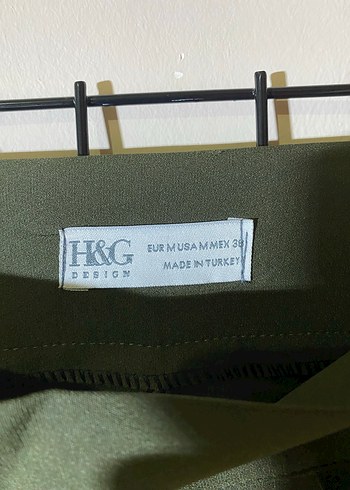 H&G
DESIGN
EUR M USA M MEX 38
MADE IN TURKEY